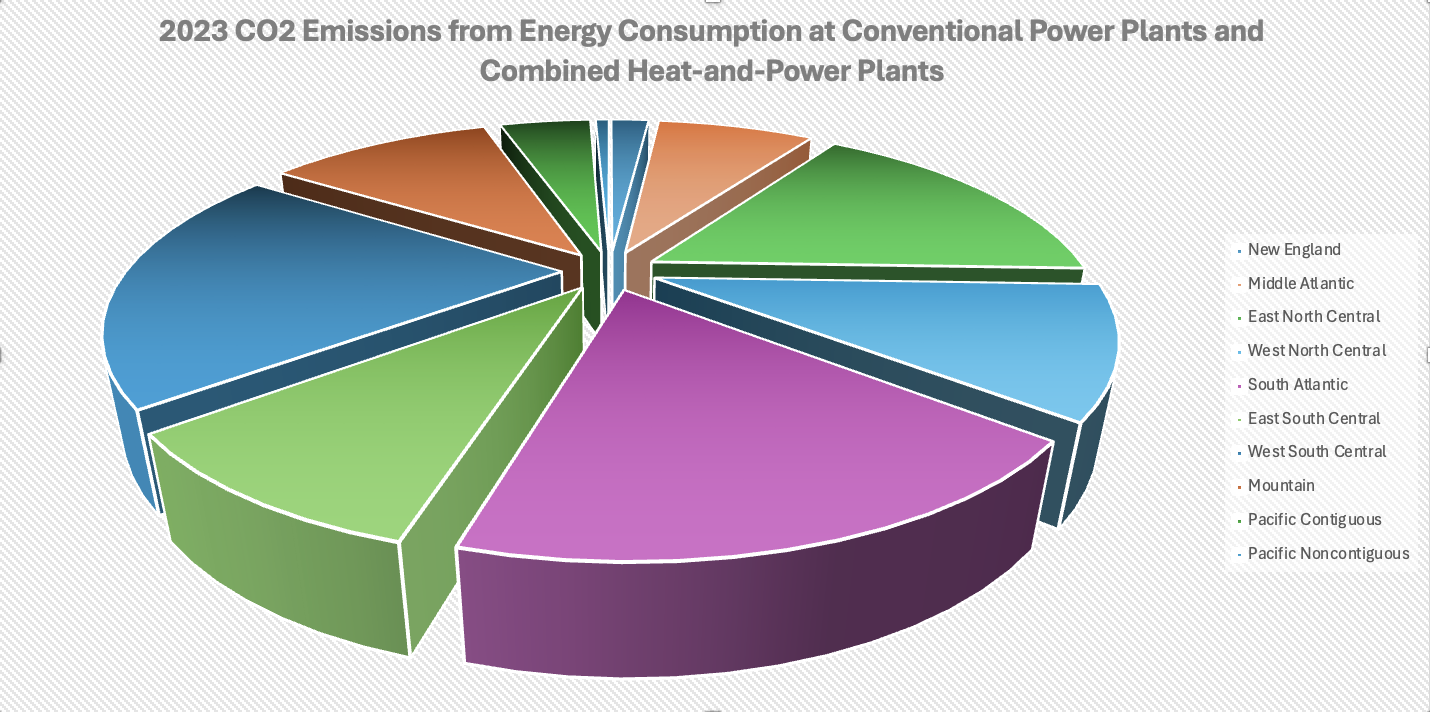 2023 CO2 Emissions from Energy Consumption at Conventional Power Plants and
Combined Heat-and-Power Plants
New England
Middle Atlantic
East North Central
West North Central
South Atlantic
East South Central
West South Central
Mountain
Pacific Contiguous
Pacific Noncontiguous